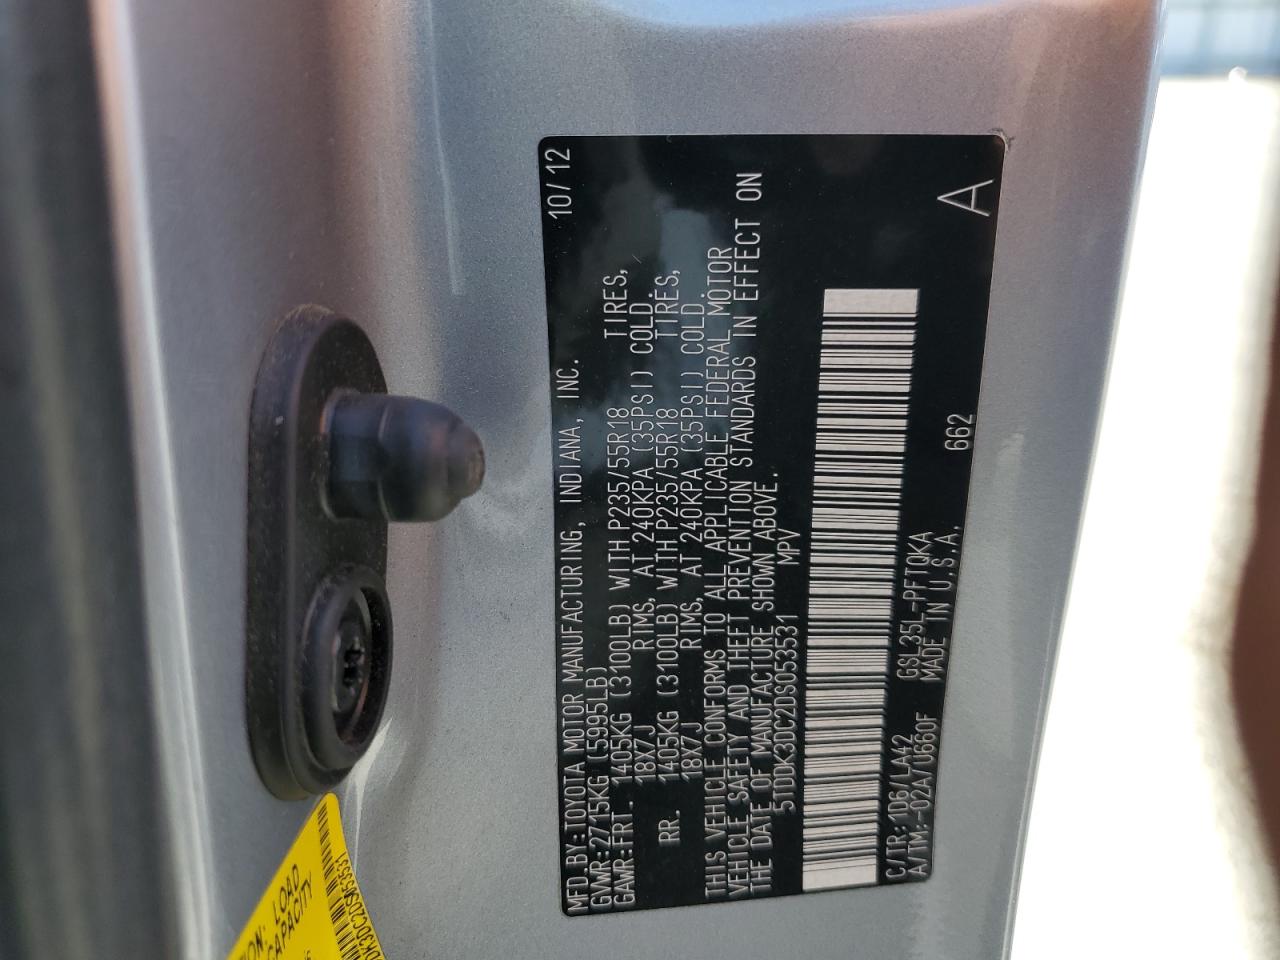 MFD.BY:TOYOTA MOTOR MANUFACTURING, INDIANA, INC. 10/12
GVWR:2715KG (5995LB)
GAWR:FRT. 1405KG (3100LB) WITH P235/55R18 TIRES,
18X7J RIMS, AT 240KPA (35PSI) COLD.
RR. 1405KG (3100LB) WITH P235/55R18 TIRES,
18X7J RIMS, AT 240KPA (35PSI) COLD.
THIS VEHICLE CONFORMS TO ALL APPLICABLE FEDERAL MOTOR
VEHICLE SAFETY AND THEFT PREVENTION STANDARDS IN EFFECT ON
THE DATE OF MANUFACTURE SHOWN ABOVE.
5TDDK3DC2DS053531 MPV
C/TR:1D6/LA42 GSL35L-PFTQKA 662 A
A/TM:-02A/U660F MADE IN U.S.A.
LOAD
CAPACITY
DK3DC2DS053531